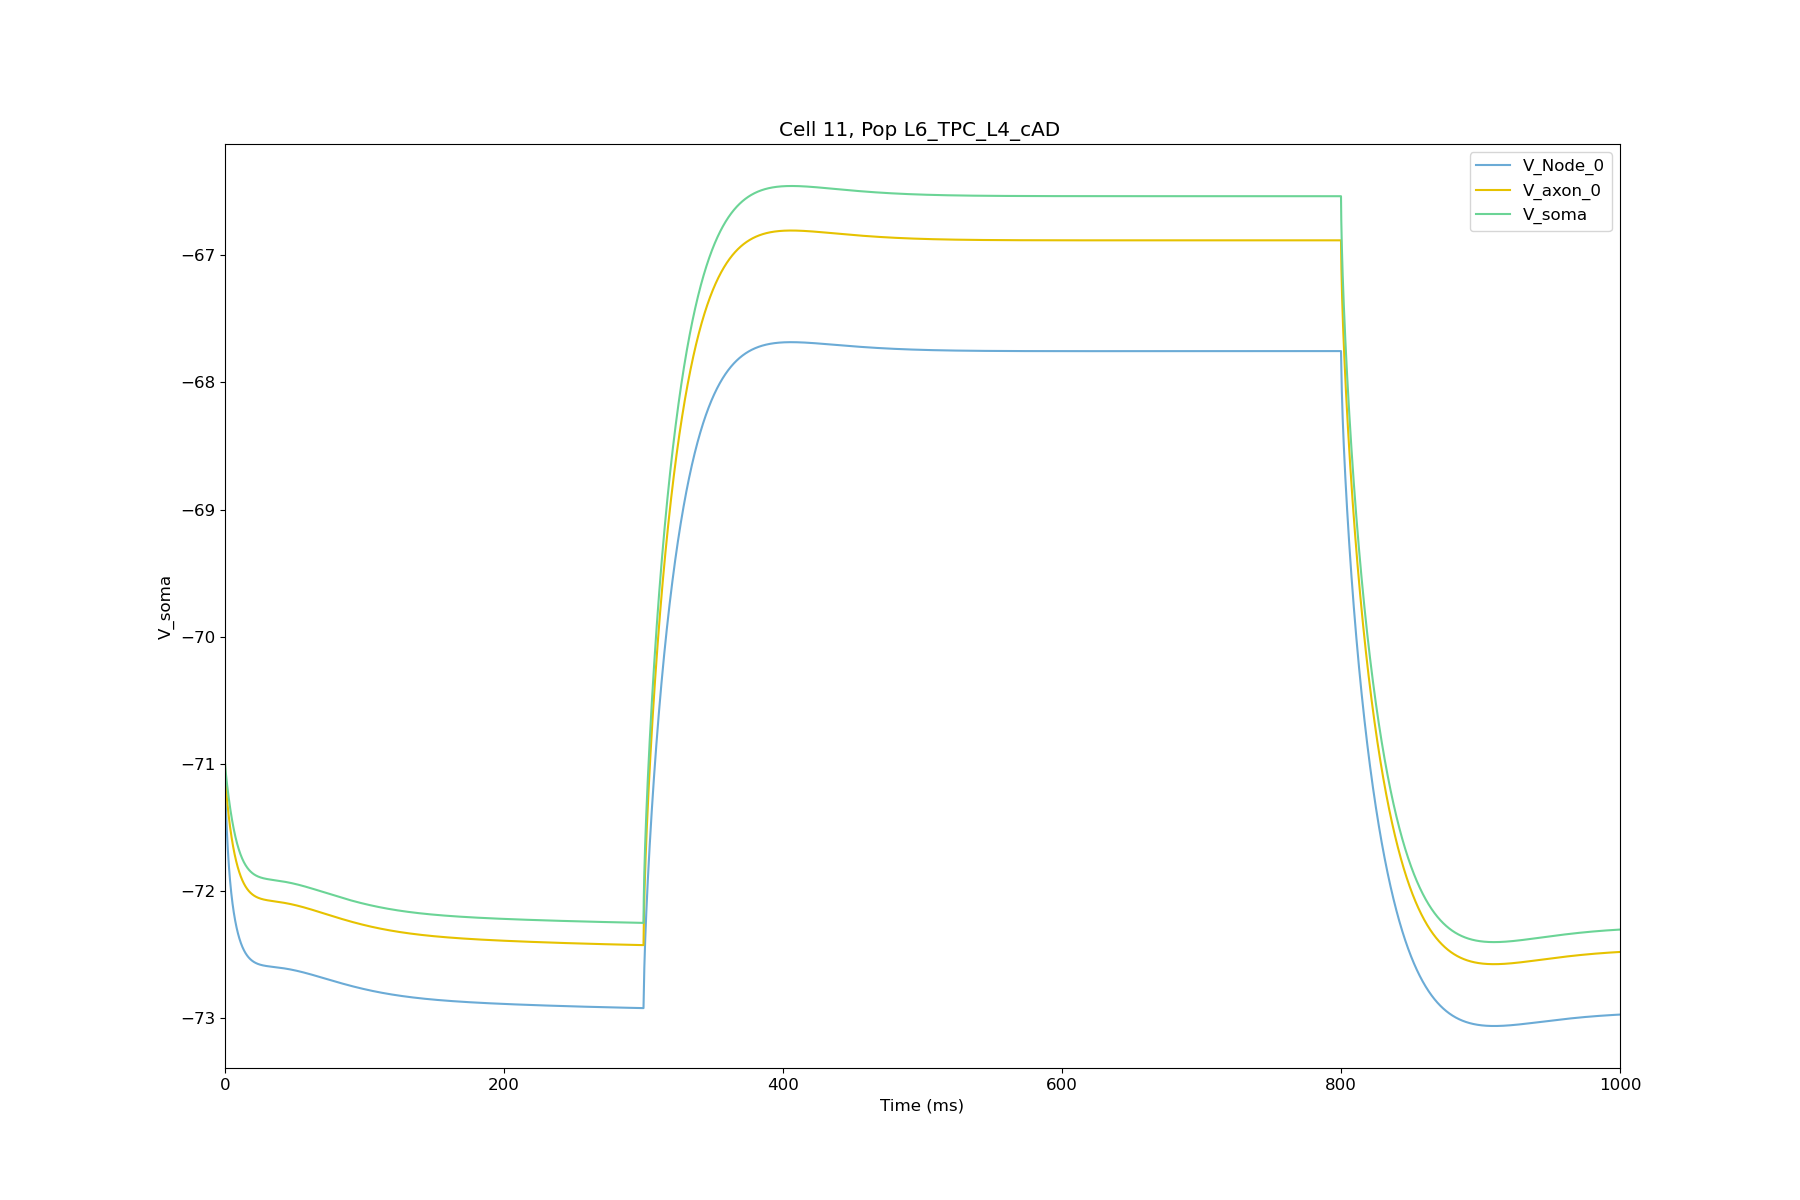 Cell 11, Pop L6_TPC_L4_cAD
V_Node_0
V_axon_0
V_soma
−67
−68
−69
−70
−71
−72
−73
V_soma
0 200 400 600 800 1000
Time (ms)